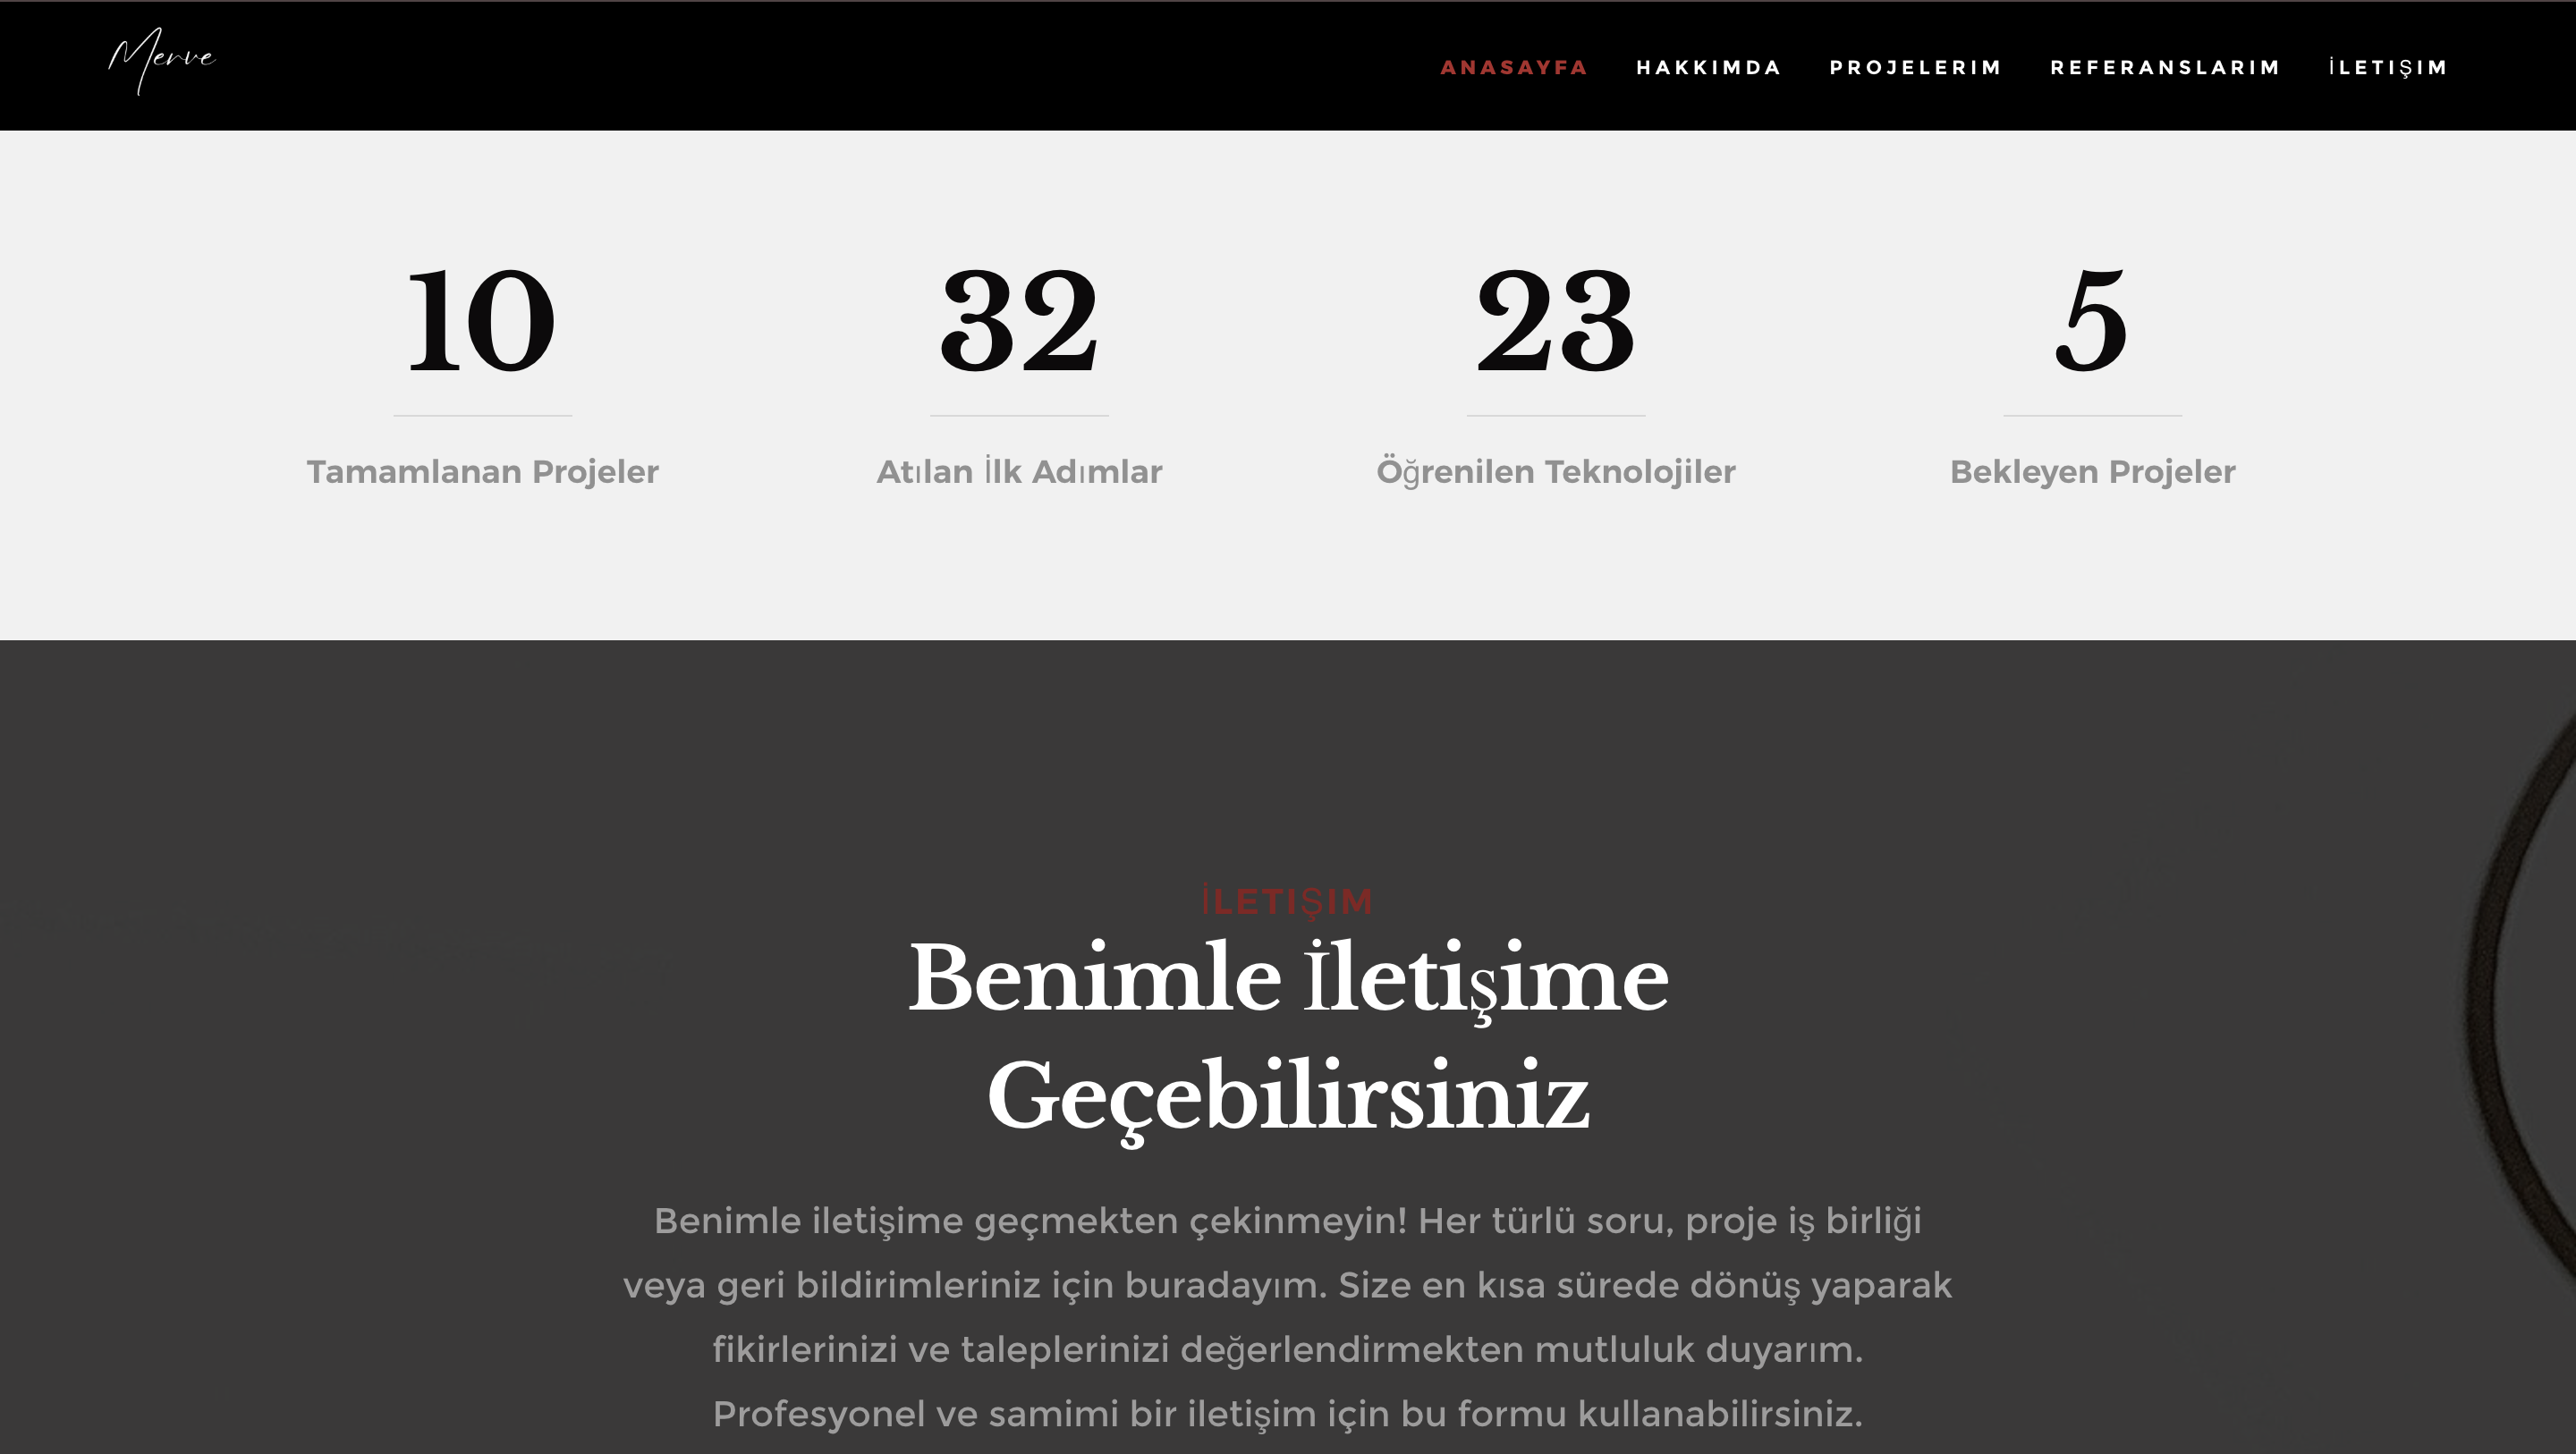 Merve
ANASAYFA HAKKIMDA PROJELERIM REFERANSLARIM İLETIŞIM
10 32 23 5
Tamamlanan Projeler Atılan İlk Adımlar Öğrenilen Teknolojiler Bekleyen Projeler
İLETIŞIM
Benimle İletişime
Geçebilirsiniz
Benimle iletişime geçmekten çekinmeyin! Her türlü soru, proje iş birliği
veya geri bildirimleriniz için buradayım. Size en kısa sürede dönüş yaparak
fikirlerinizi ve taleplerinizi değerlendirmekten mutluluk duyarım.
Profesyonel ve samimi bir iletişim için bu formu kullanabilirsiniz.